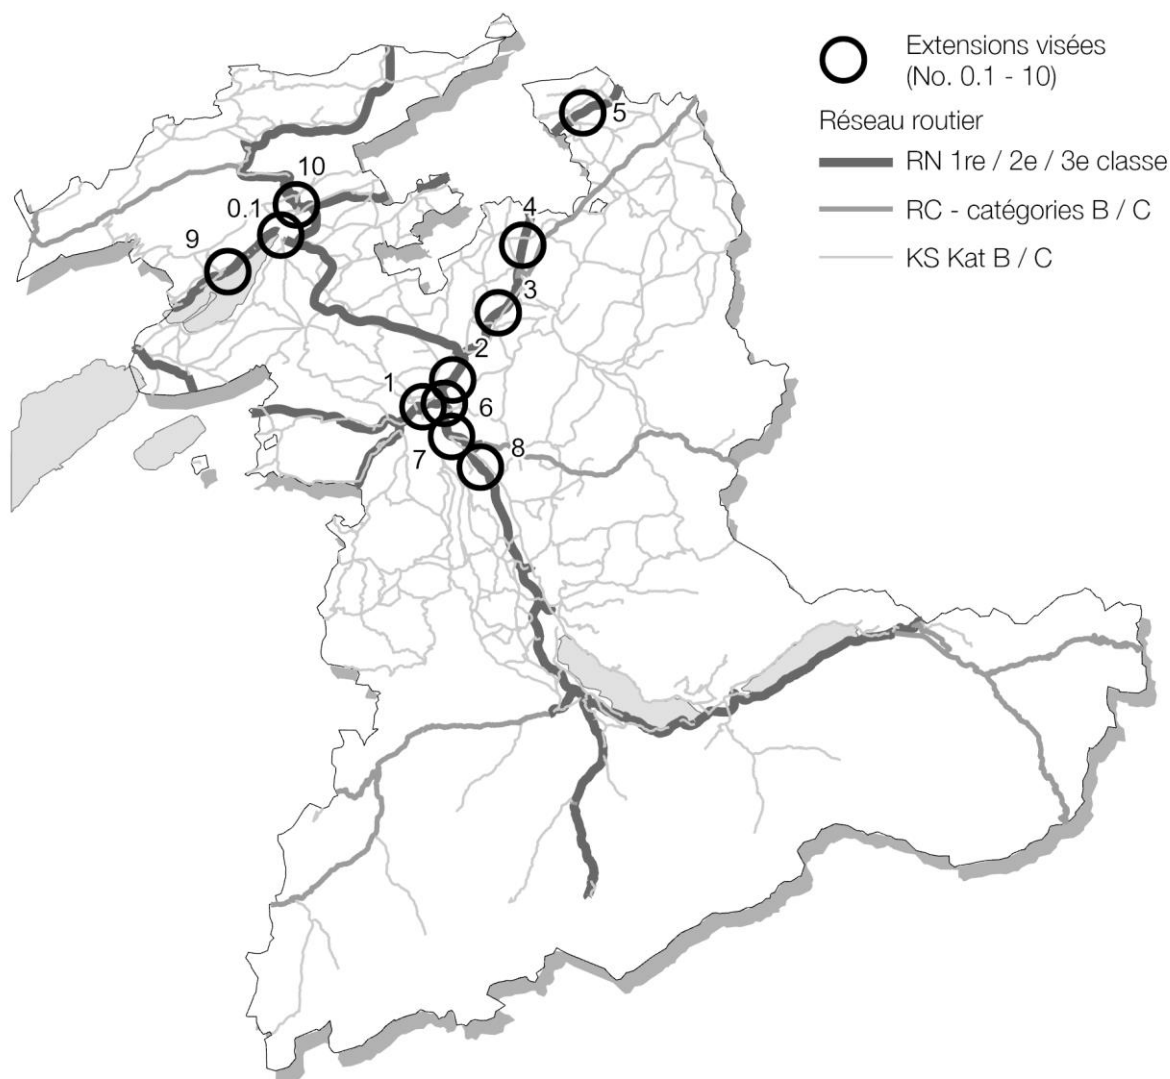 Extensions visées
(No. 0.1 - 10)
Réseau routier
RN 1re / 2e / 3e classe
RC - catégories B / C
KS Kat B / C
5
10
0.1
4
9
3
2
1
6
7
8